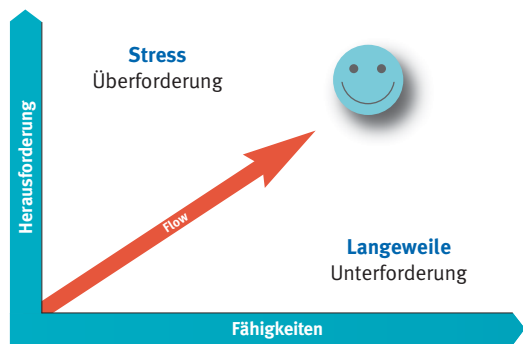 Stress
Überforderung
Herausforderung
Flow
Langeweile
Unterforderung
Fähigkeiten